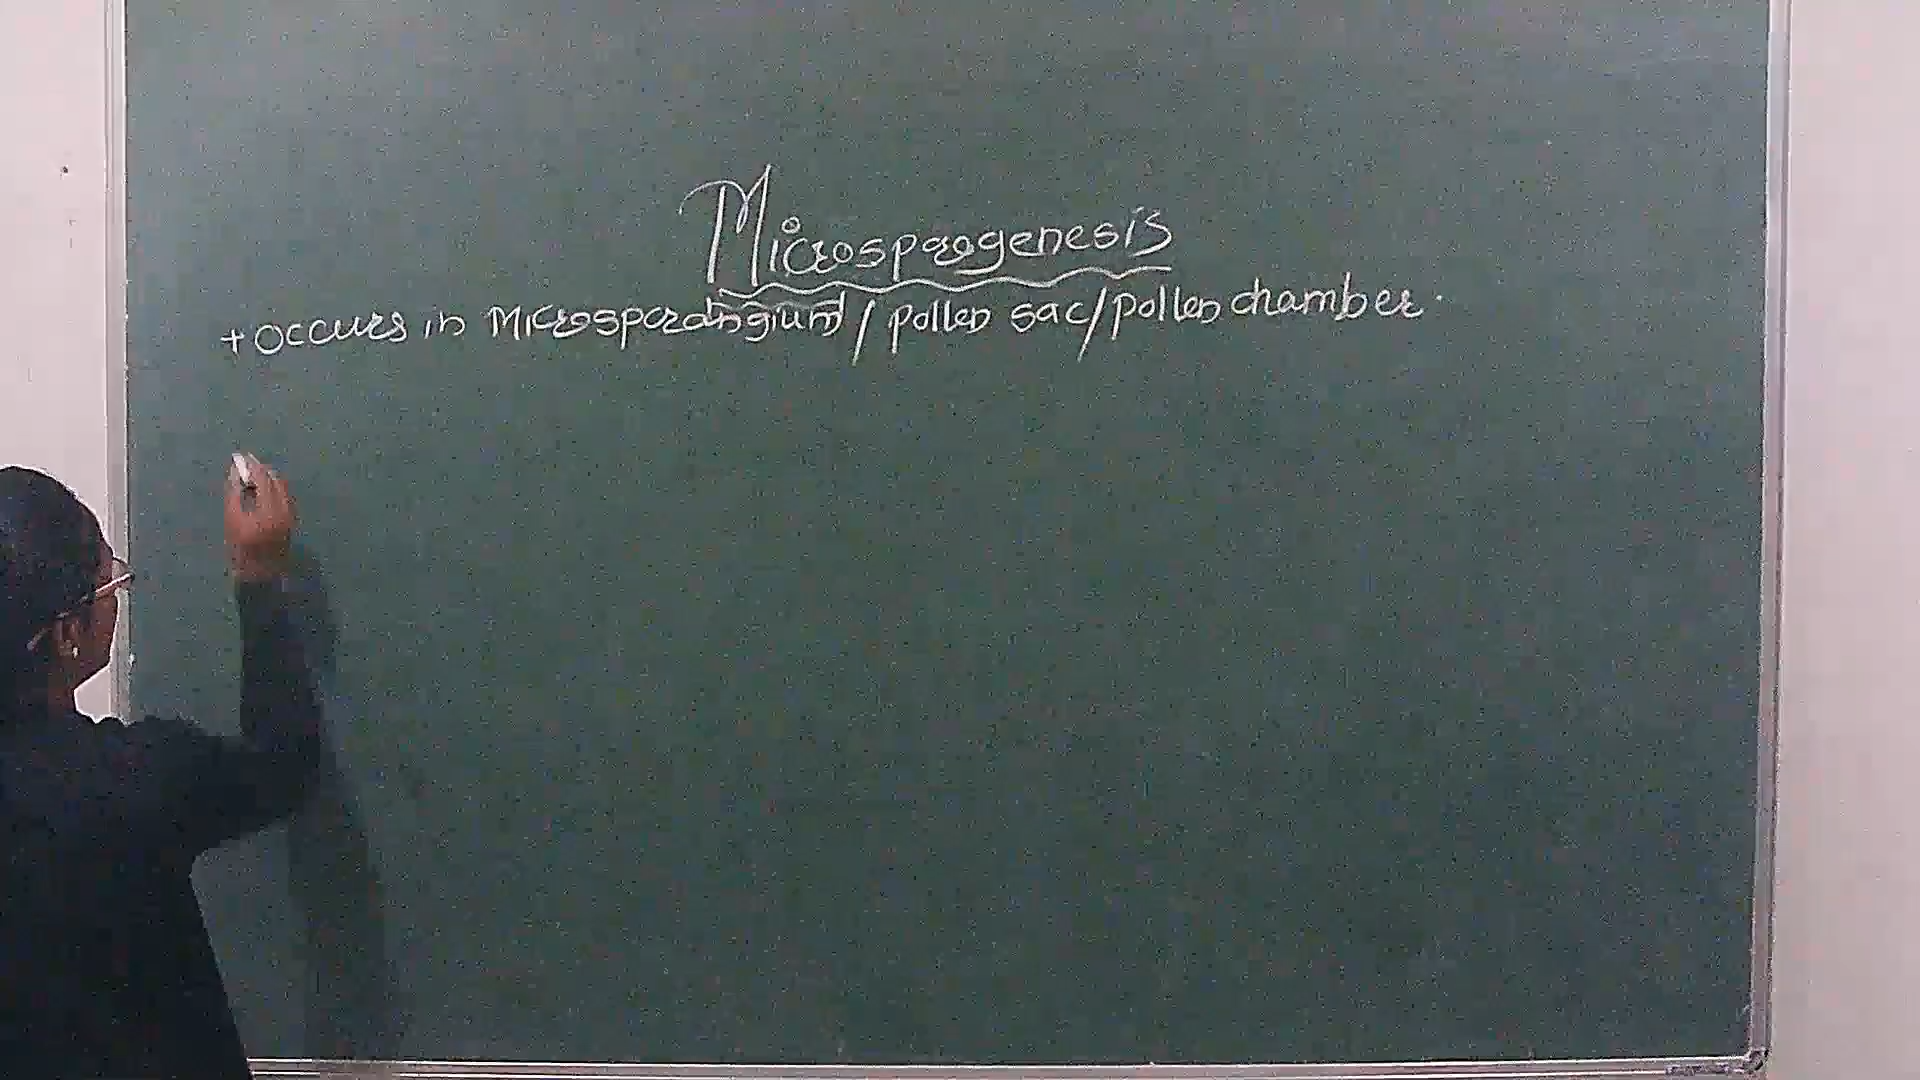 Microsporogenesis
+ occurs in Microsporangium / pollen sac / pollen chamber.